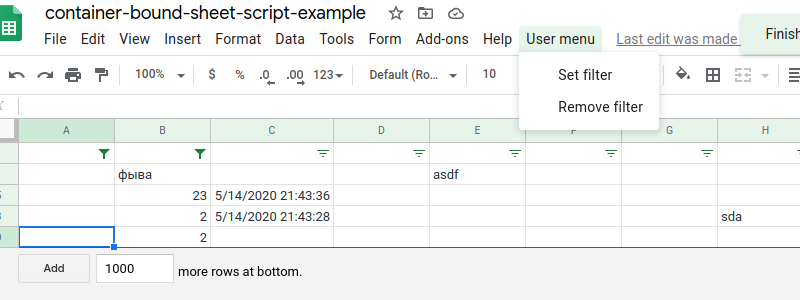 container-bound-sheet-script-example
File Edit View Insert Format Data Tools Form Add-ons Help User menu Last edit was made
100% $ % .0 .00 123 Default (Ro... 10
Set filter
Remove filter
A B C D E F G H
фыва asdf
23 5/14/2020 21:43:36
2 5/14/2020 21:43:28 sda
2
Add 1000 more rows at bottom.